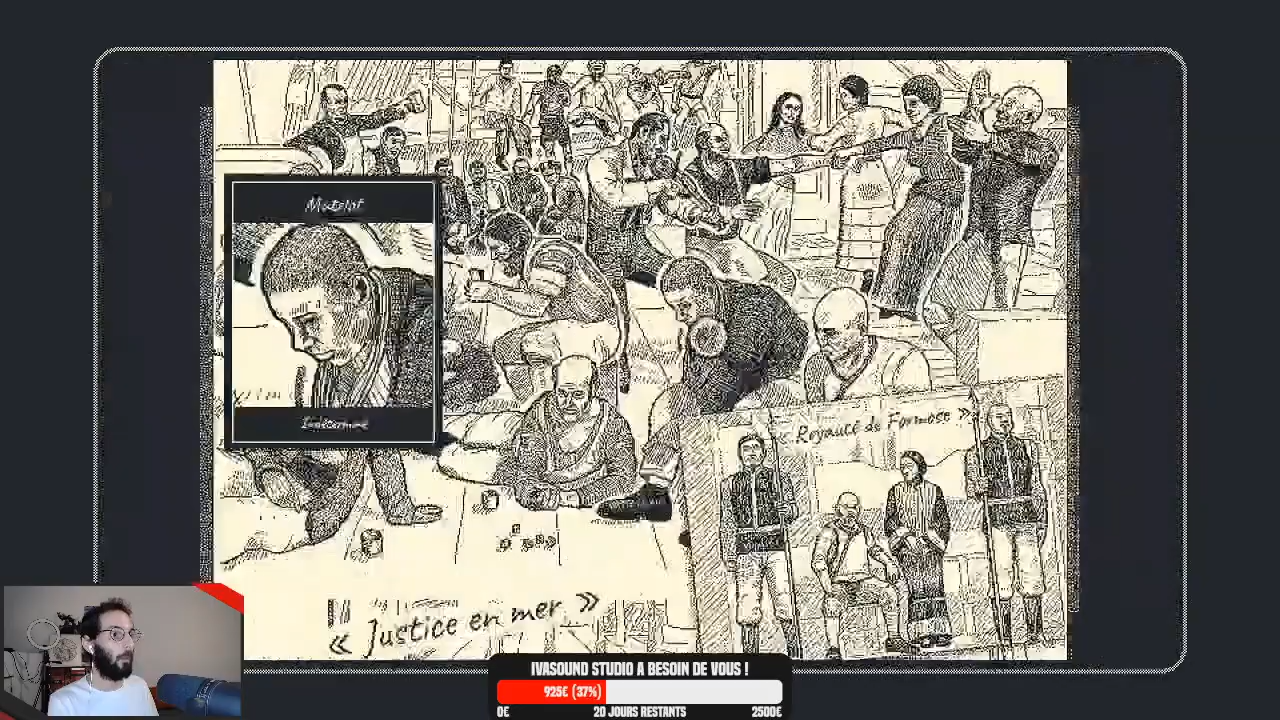 Matelot
« Royauté de Formose »
« Justice en mer »
IVASOUND STUDIO A BESOIN DE VOUS !
925€ (37%)
0€ 20 JOURS RESTANTS 2500€